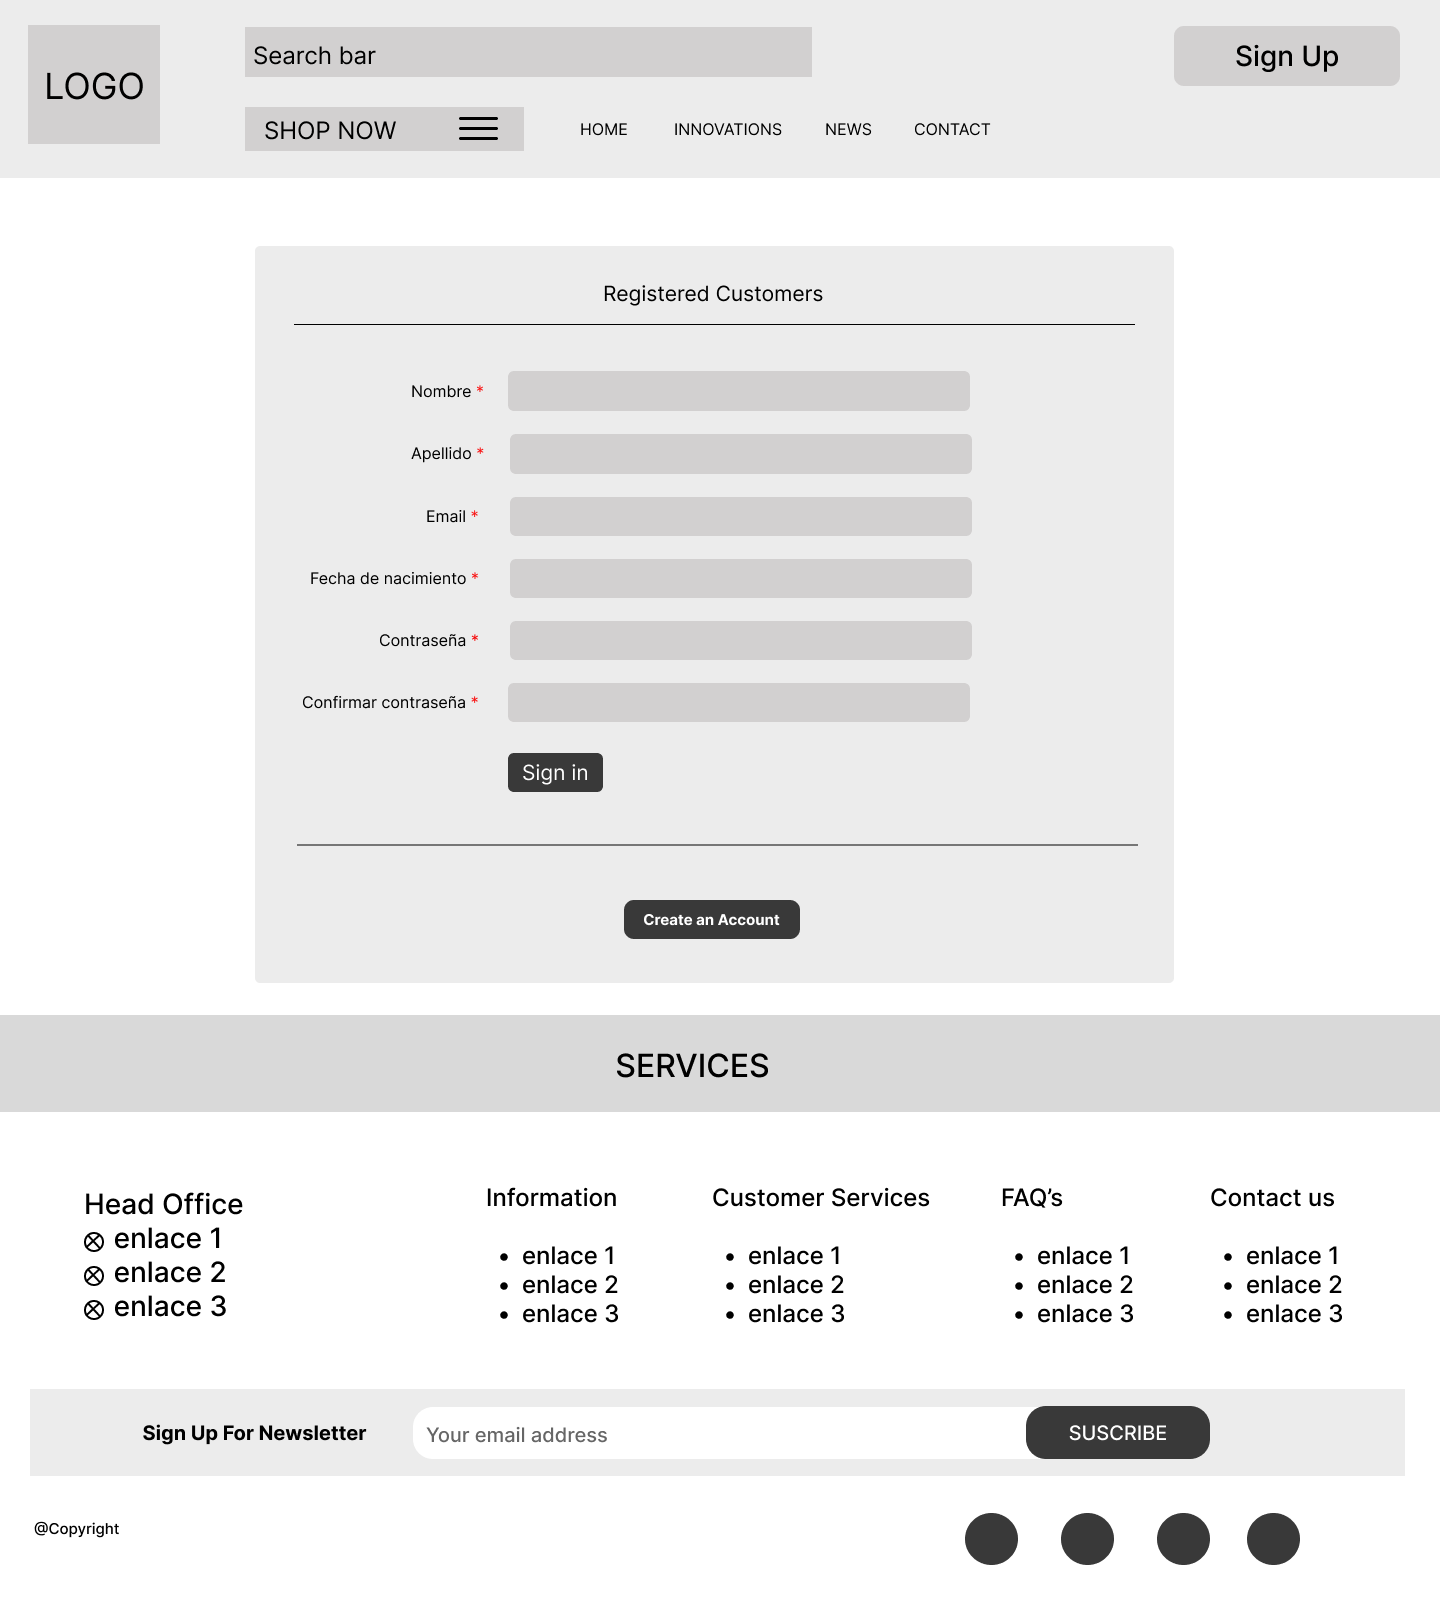 LOGO
Search bar
Sign Up
SHOP NOW
HOME
INNOVATIONS
NEWS
CONTACT
Registered Customers
Nombre *
Apellido *
Email *
Fecha de nacimiento *
Contraseña *
Confirmar contraseña *
Sign in
Create an Account
SERVICES
Head Office
enlace 1
enlace 2
enlace 3
Information
• enlace 1
• enlace 2
• enlace 3
Customer Services
• enlace 1
• enlace 2
• enlace 3
FAQ’s
• enlace 1
• enlace 2
• enlace 3
Contact us
• enlace 1
• enlace 2
• enlace 3
Sign Up For Newsletter
Your email address
SUSCRIBE
@Copyright